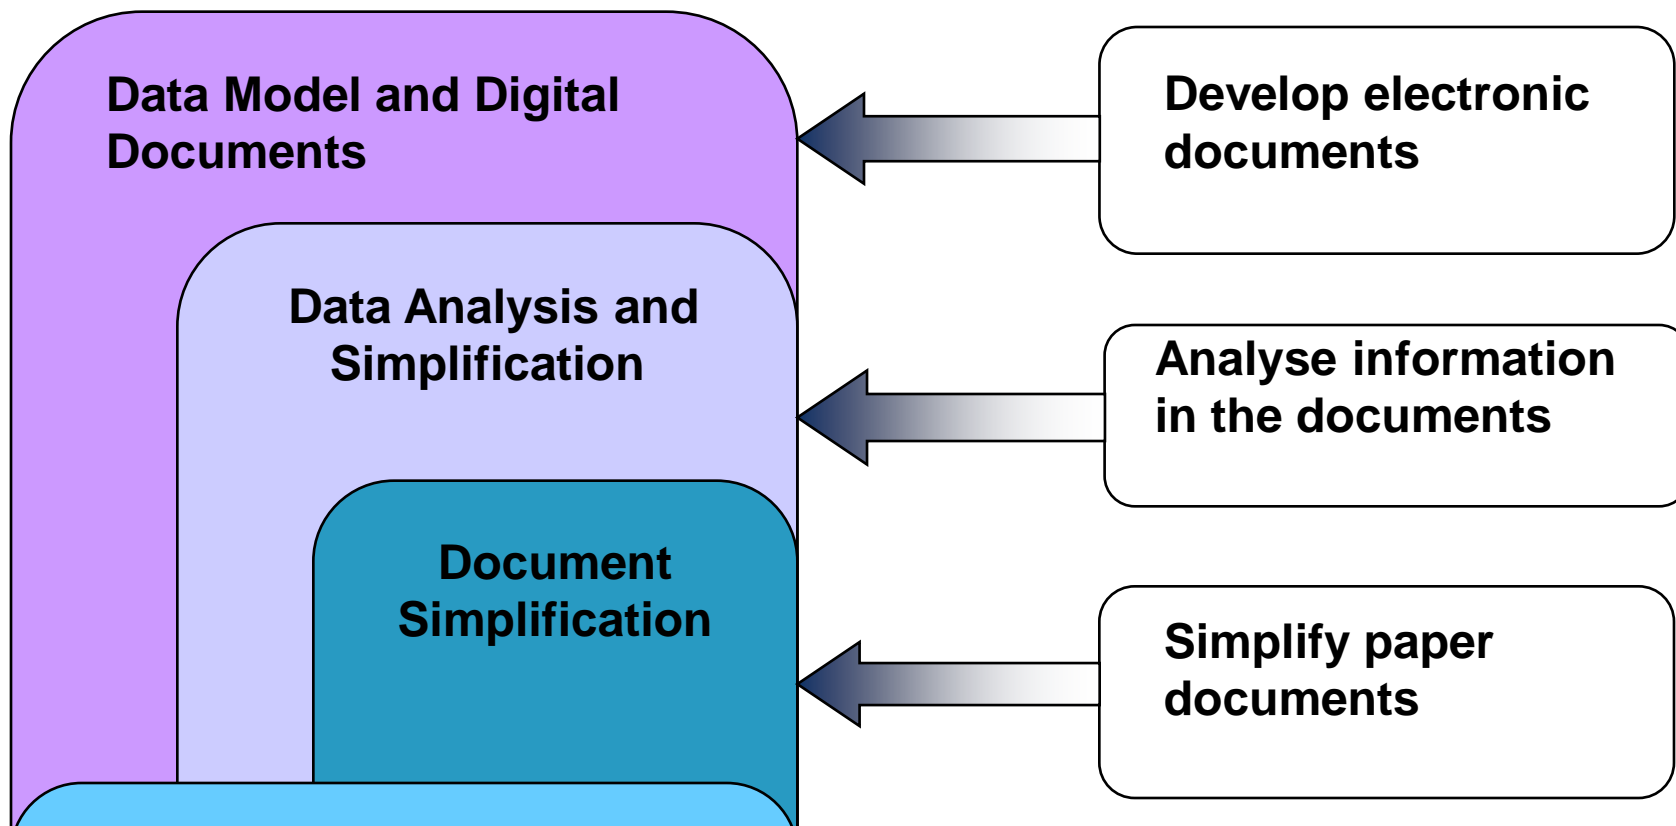 Data Model and Digital
Documents
Develop electronic
documents
Data Analysis and
Simplification
Analyse information
in the documents
Document
Simplification
Simplify paper
documents